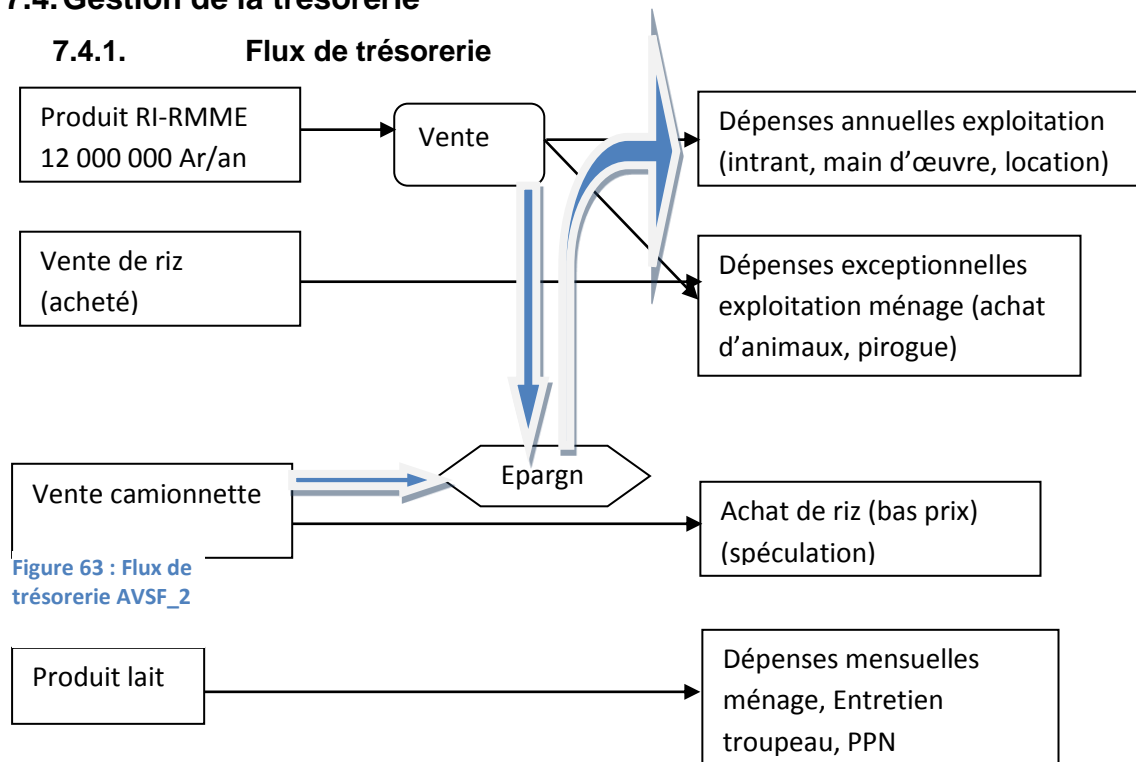 7.4. Gestion de la trésorerie
7.4.1. Flux de trésorerie
Produit RI-RMME
12 000 000 Ar/an
Vente
Dépenses annuelles exploitation
(intrant, main d'œuvre, location)
Vente de riz
(acheté)
Dépenses exceptionnelles
exploitation ménage (achat
d'animaux, pirogue)
Epargn
Vente camionnette
Achat de riz (bas prix)
(spéculation)
Figure 63 : Flux de
trésorerie AVSF_2
Produit lait
Dépenses mensuelles
ménage, Entretien
troupeau, PPN